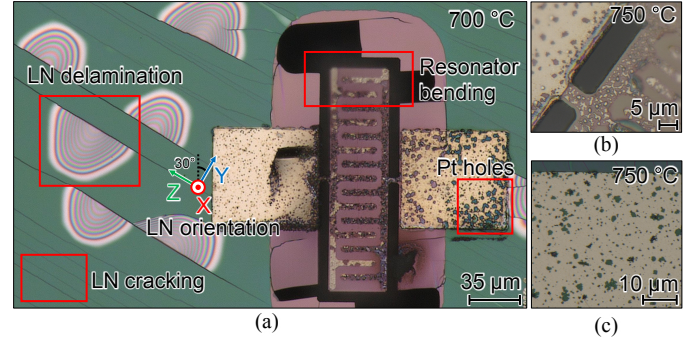 700 °C
LN delamination
Resonator
bending
30°
Y
Z
X
LN orientation
Pt holes
LN cracking
35 μm
(a)
750 °C
5 μm
(b)
750 °C
10 μm
(c)